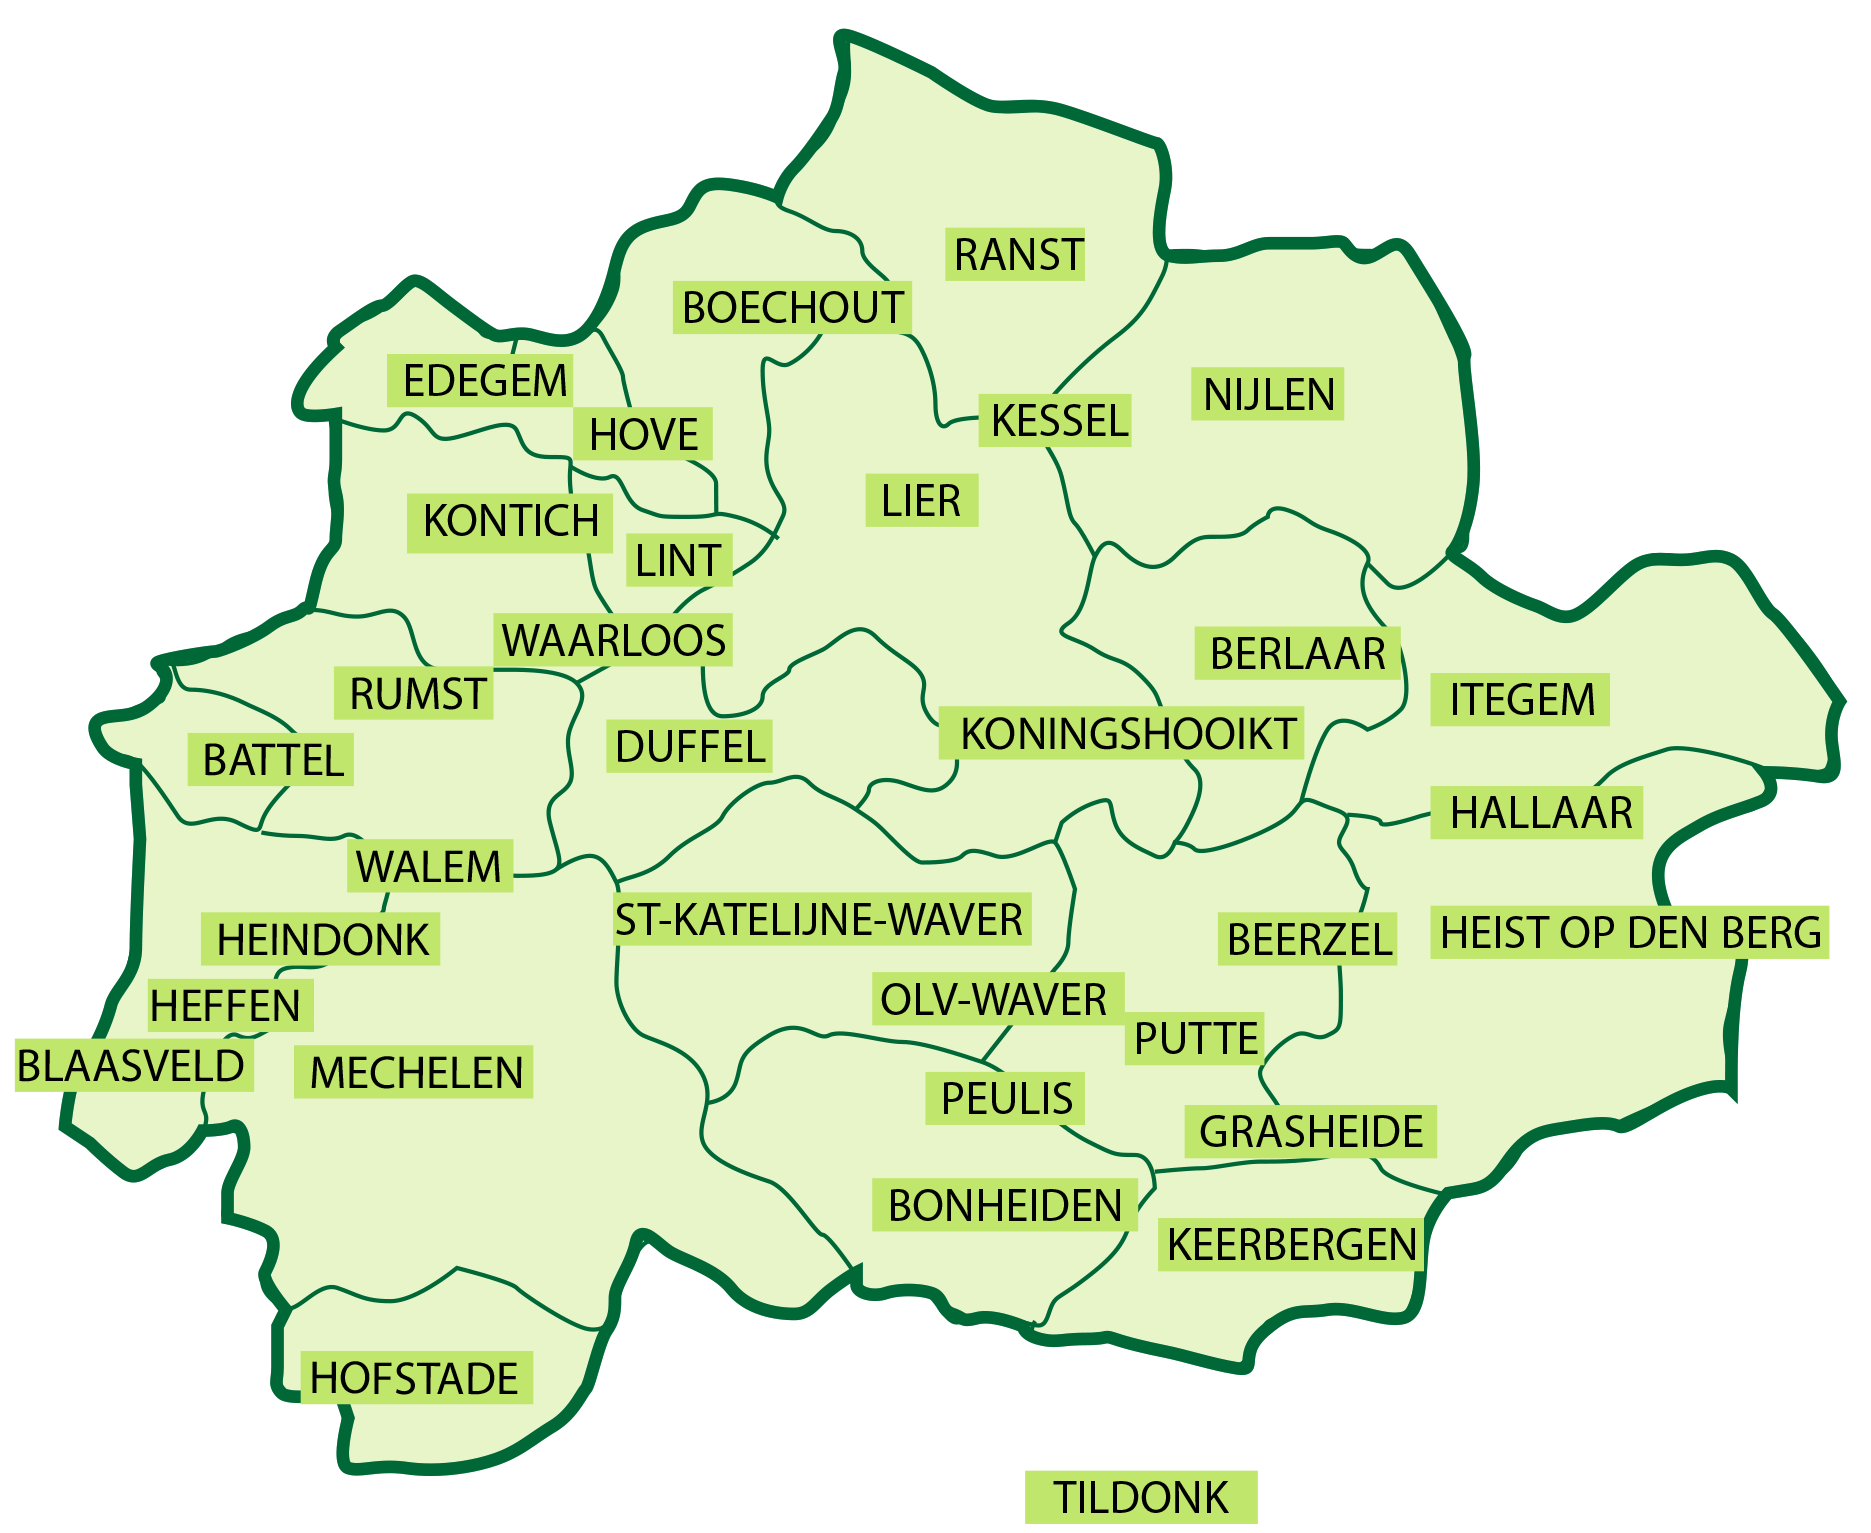 RANST
BOECHOUT
EDEGEM
NIJLEN
KESSEL
HOVE
LIER
KONTICH
LINT
WAARLOOS
BERLAAR
RUMST
ITEGEM
KONINGSHOOIKT
DUFFEL
BATTEL
HALLAAR
WALEM
ST-KATELIJNE-WAVER
HEIST OP DEN BERG
HEINDONK
BEERZEL
OLV-WAVER
HEFFEN
PUTTE
BLAASVELD
MECHELEN
PEULIS
GRASHEIDE
BONHEIDEN
KEERBERGEN
HOFSTADE
TILDONK